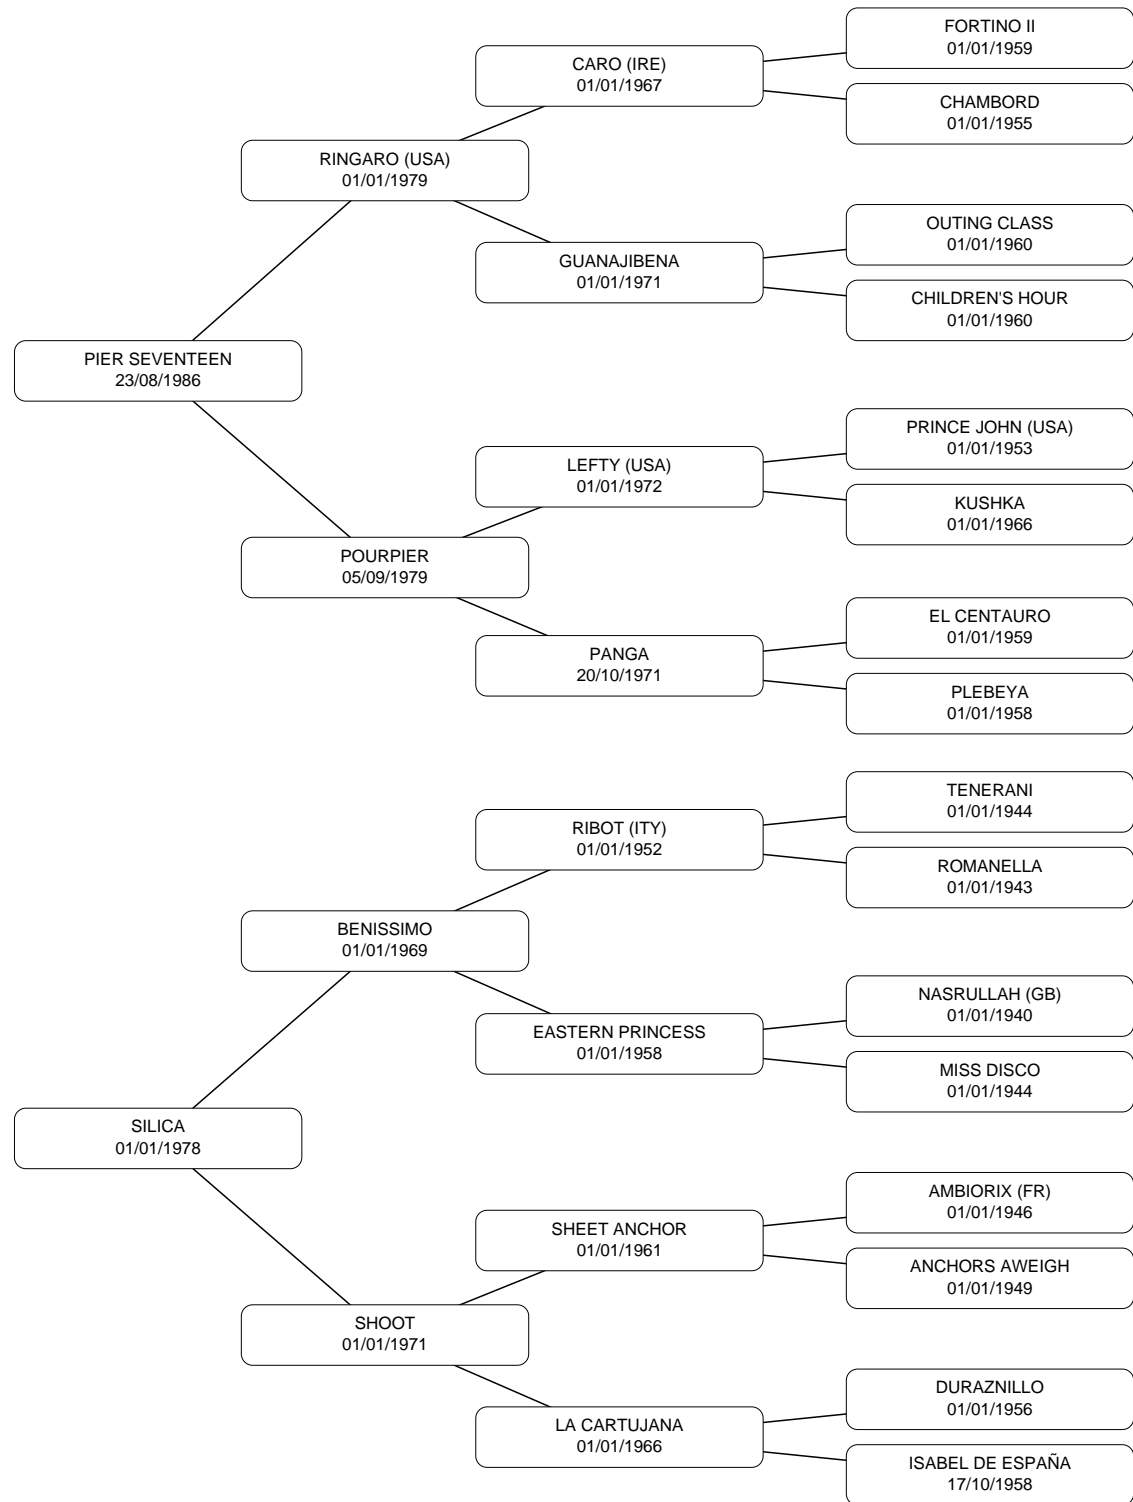 FORTINO II
01/01/1959
CARO (IRE)
01/01/1967
CHAMBORD
01/01/1955
RINGARO (USA)
01/01/1979
OUTING CLASS
01/01/1960
GUANAJIBENA
01/01/1971
CHILDREN'S HOUR
01/01/1960
PIER SEVENTEEN
23/08/1986
PRINCE JOHN (USA)
01/01/1953
LEFTY (USA)
01/01/1972
KUSHKA
01/01/1966
POURPIER
05/09/1979
EL CENTAURO
01/01/1959
PANGA
20/10/1971
PLEBEYA
01/01/1958
TENERANI
01/01/1944
RIBOT (ITY)
01/01/1952
ROMANELLA
01/01/1943
BENISSIMO
01/01/1969
NASRULLAH (GB)
01/01/1940
EASTERN PRINCESS
01/01/1958
MISS DISCO
01/01/1944
SILICA
01/01/1978
AMBIORIX (FR)
01/01/1946
SHEET ANCHOR
01/01/1961
ANCHORS AWEIGH
01/01/1949
SHOOT
01/01/1971
DURAZNILLO
01/01/1956
LA CARTUJANA
01/01/1966
ISABEL DE ESPAÑA
17/10/1958